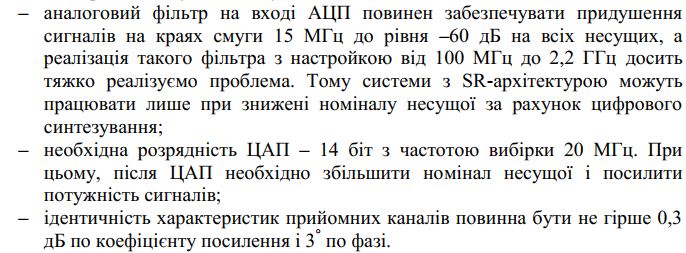 – аналоговий фільтр на вході АЦП повинен забезпечувати придушення
сигналів на краях смуги 15 МГц до рівня –60 дБ на всіх несущих, а
реалізація такого фільтра з настройкою від 100 МГц до 2,2 ГГц досить
тяжко реалізуємо проблема. Тому системи з SR-архітектурою можуть
працювати лише при знижені номіналу несущої за рахунок цифрового
синтезування;
– необхідна розрядність ЦАП – 14 біт з частотою вибірки 20 МГц. При
цьому, після ЦАП необхідно збільшити номінал несущої і посилити
потужність сигналів;
– ідентичність характеристик прийомних каналів повинна бути не гірше 0,3
дБ по коефіцієнту посилення і 3° по фазі.